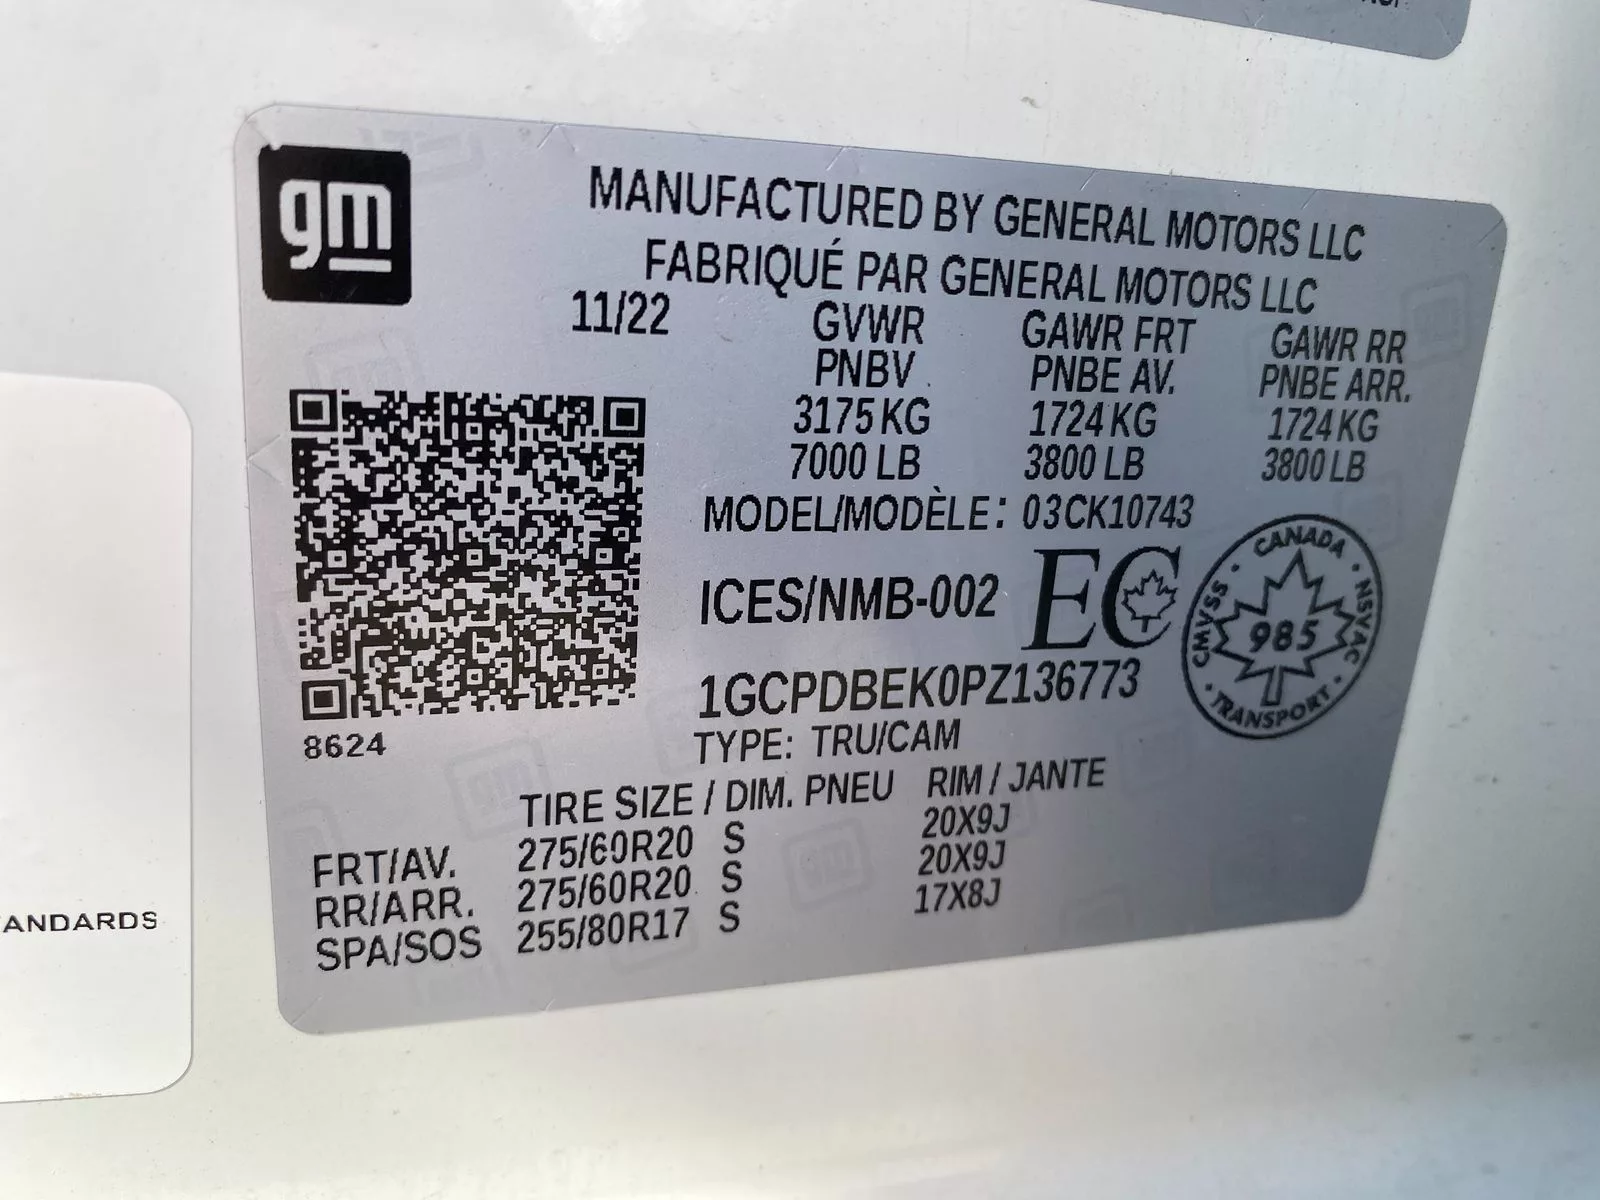 gm
MANUFACTURED BY GENERAL MOTORS LLC
FABRIQUÉ PAR GENERAL MOTORS LLC
11/22 GVWR GAWR FRT GAWR RR
PNBV PNBE AV. PNBE ARR.
3175 KG 1724 KG 1724 KG
7000 LB 3800 LB 3800 LB
MODEL/MODÈLE: 03CK10743
ICES/NMB-002 EC
CANADA
CMVSS 985 NSVAC
TRANSPORT
1GCPDBEK0PZ136773
8624
TYPE: TRU/CAM
TIRE SIZE / DIM. PNEU RIM / JANTE
FRT/AV. 275/60R20 S 20X9J
RR/ARR. 275/60R20 S 20X9J
SPA/SOS 255/80R17 S 17X8J
ANDARDS